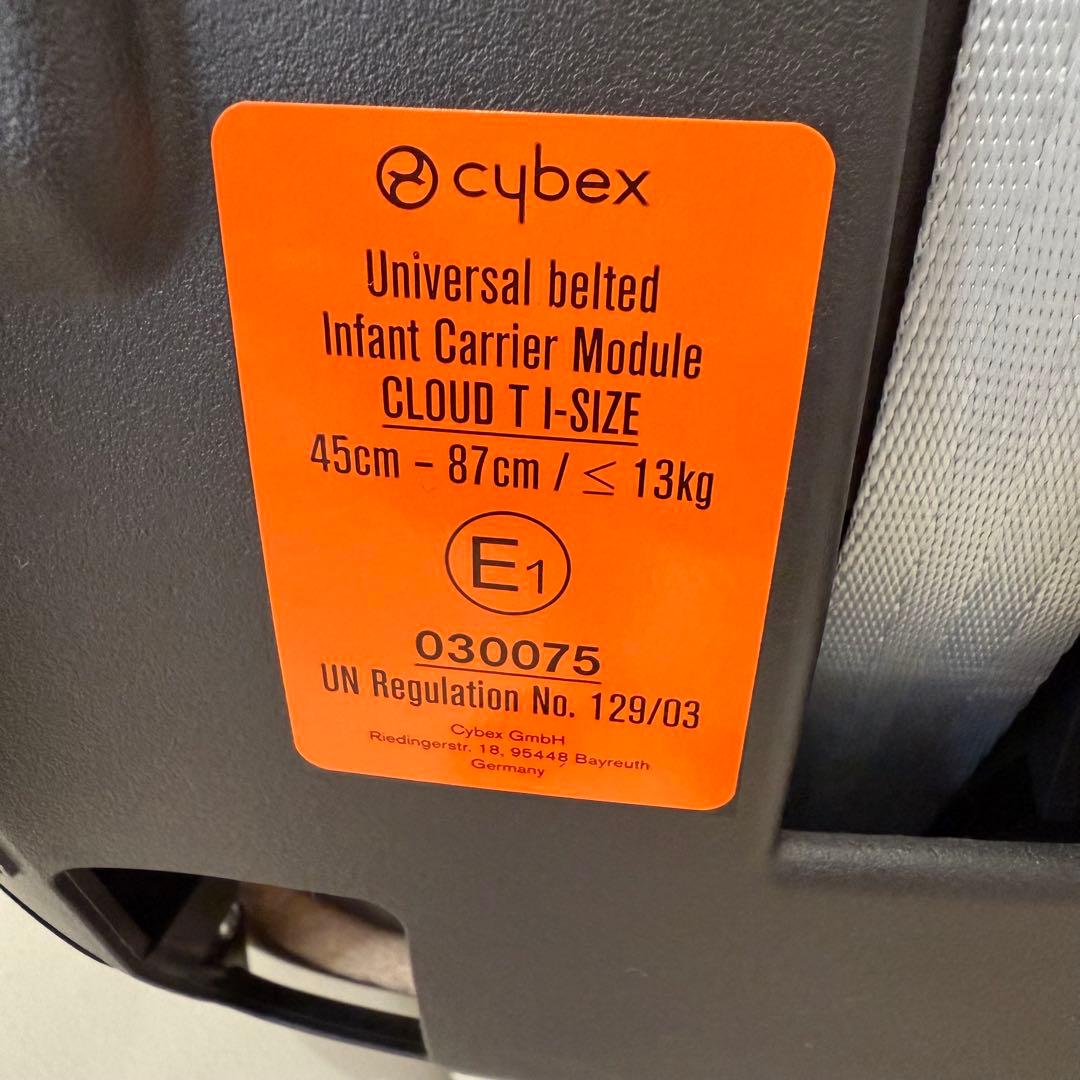 cybex
Universal belted
Infant Carrier Module
CLOUD T I-SIZE
45cm – 87cm / ≤ 13kg
E1
030075
UN Regulation No. 129/03
Cybex GmbH
Riedingerstr. 18, 95448 Bayreuth
Germany